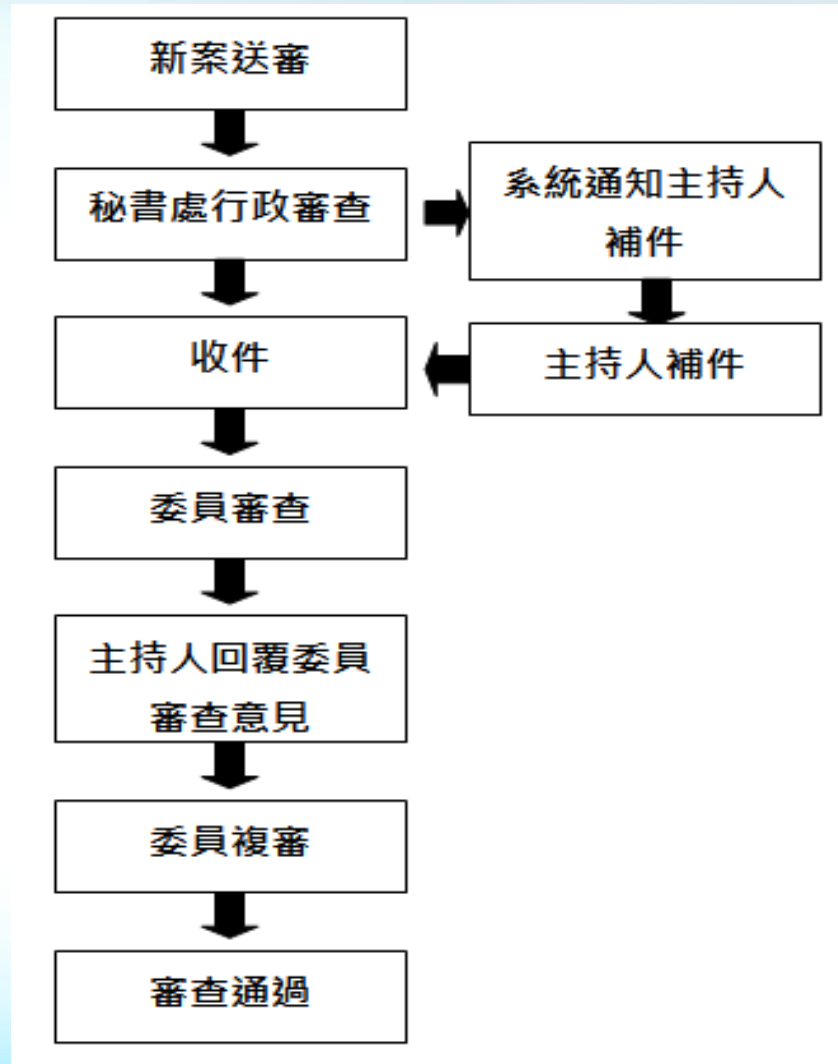 新案送審
秘書處行政審查
系統通知主持人
補件
收件
主持人補件
委員審查
主持人回覆委員
審查意見
委員複審
審查通過